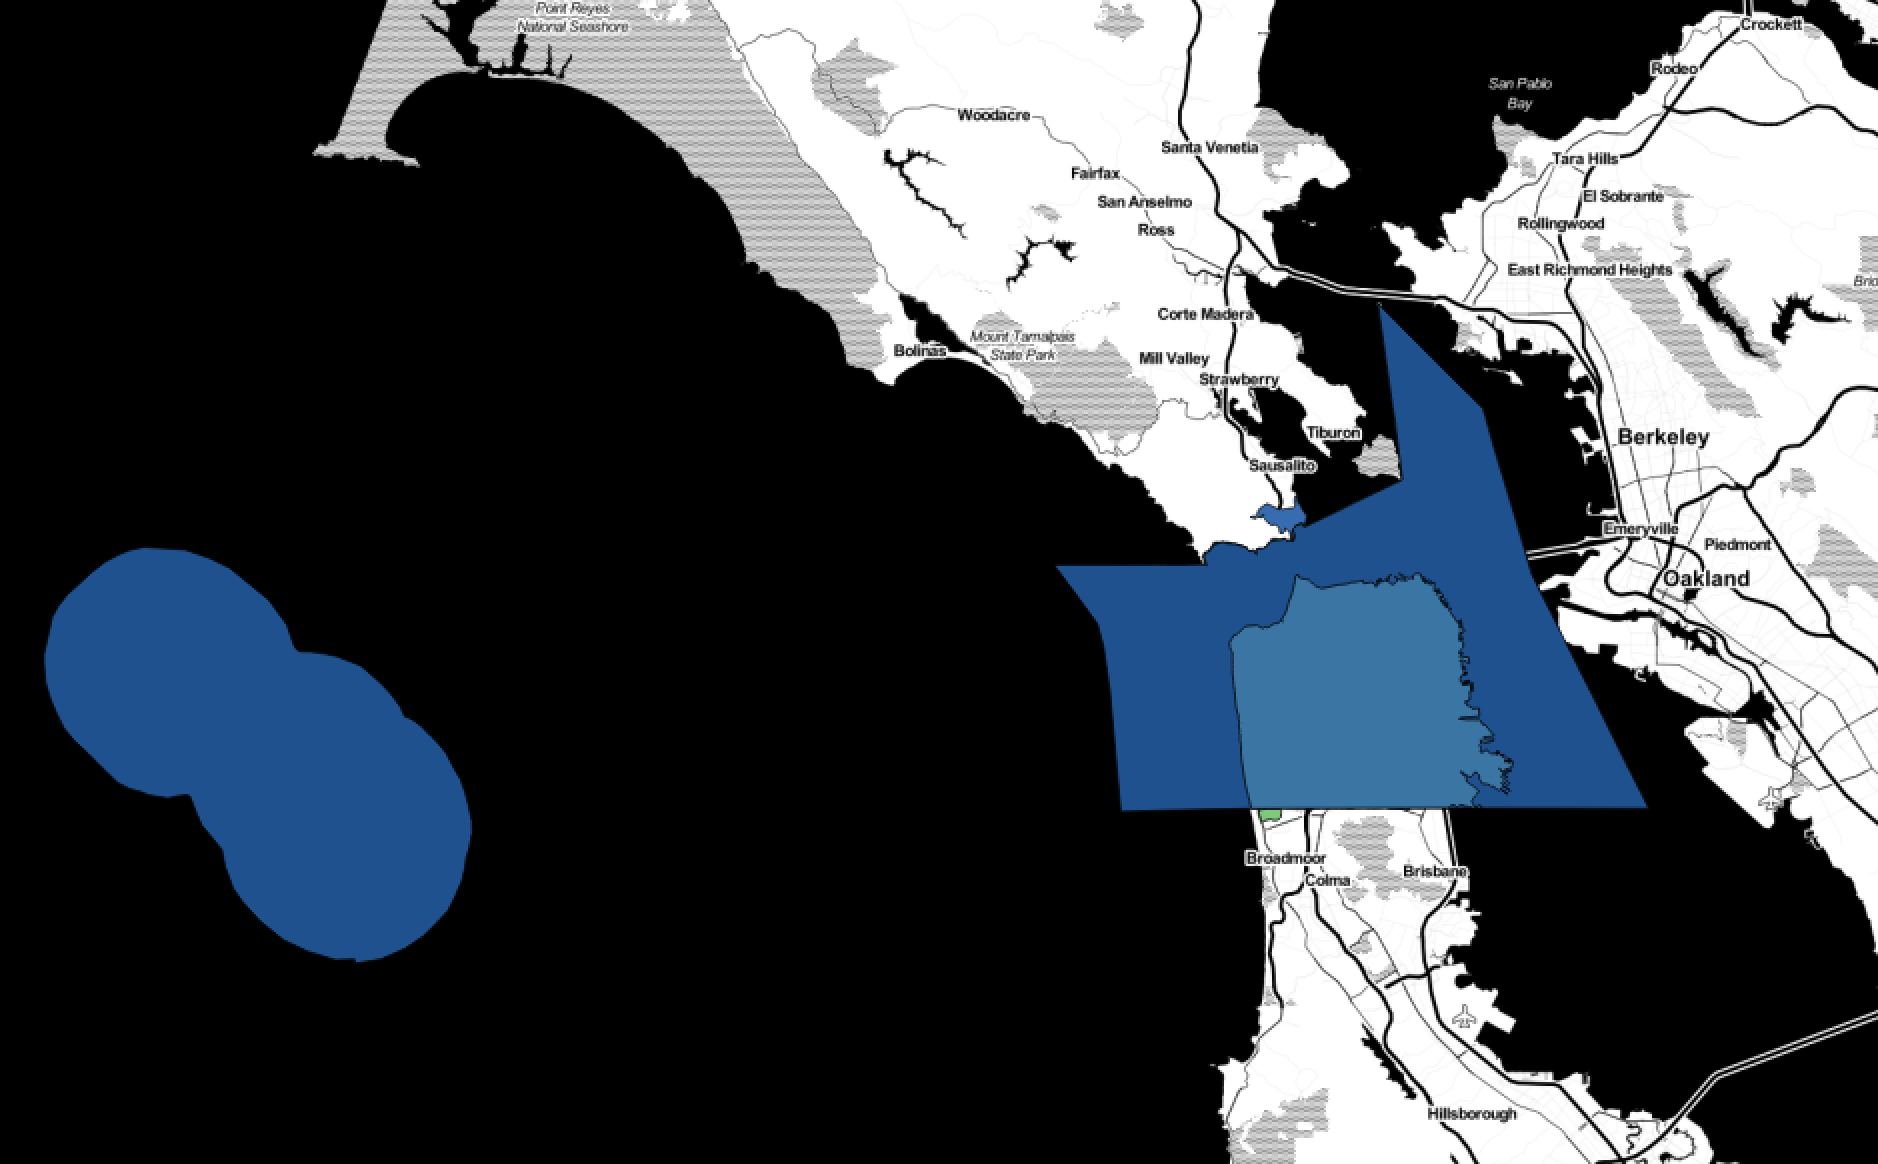 Point Reyes
National Seashore
Crockett
Rodeo
San Pablo
Bay
Woodacre
Santa Venetia
Tara Hills
Fairfax
El Sobrante
San Anselmo
Rollingwood
Ross
East Richmond Heights
Corte Madera
Mount Tamalpais
State Park
Bolinas
Mill Valley
Strawberry
Tiburon
Berkeley
Sausalito
Emeryville
Piedmont
Oakland
Broadmoor
Colma
Brisbane
Hillsborough